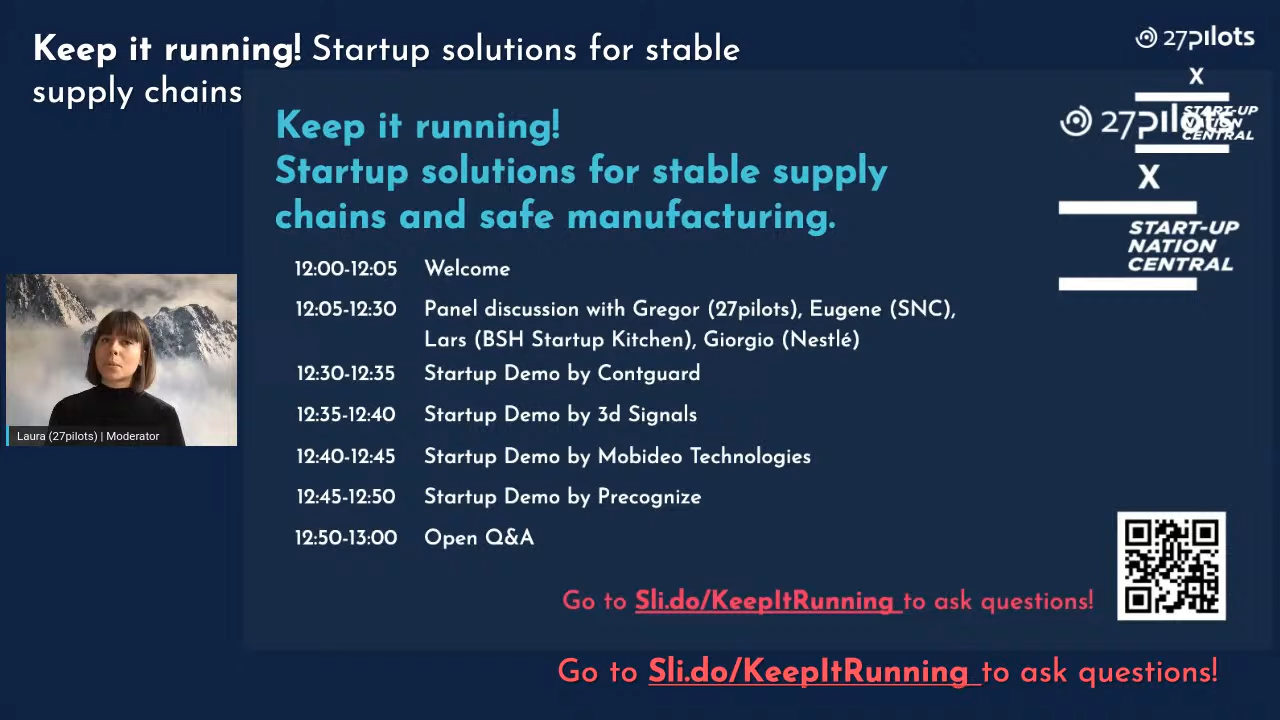 Keep it running! Startup solutions for stable
supply chains
27pilots
X
START-UP
NATION
CENTRAL
Keep it running!
Startup solutions for stable supply
chains and safe manufacturing.
27pilots
X
START-UP
NATION
CENTRAL
12:00-12:05 Welcome
12:05-12:30 Panel discussion with Gregor (27pilots), Eugene (SNC),
Lars (BSH Startup Kitchen), Giorgio (Nestlé)
12:30-12:35 Startup Demo by Contguard
12:35-12:40 Startup Demo by 3d Signals
12:40-12:45 Startup Demo by Mobideo Technologies
12:45-12:50 Startup Demo by Precognize
12:50-13:00 Open Q&A
Laura (27pilots) | Moderator
Go to Sli.do/KeepItRunning to ask questions!
Go to Sli.do/KeepItRunning to ask questions!